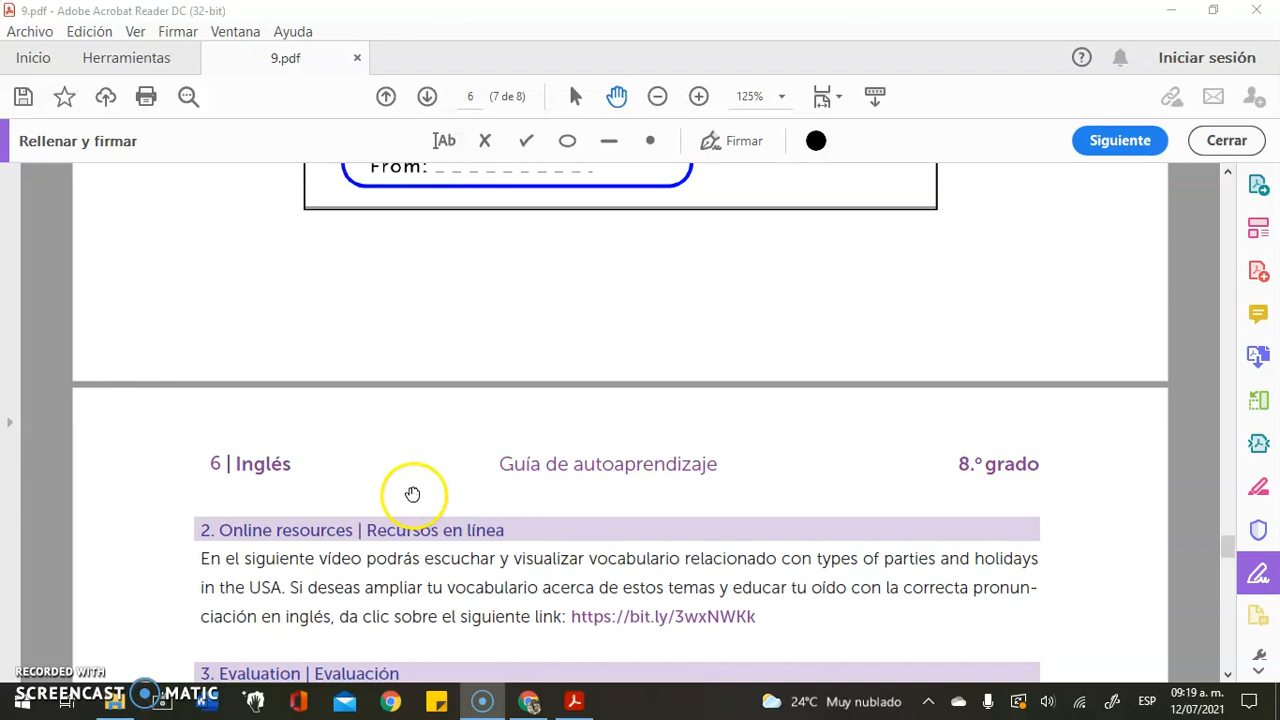 9.pdf - Adobe Acrobat Reader DC (32-bit)
Archivo Edición Ver Firmar Ventana Ayuda
Inicio Herramientas 9.pdf × Iniciar sesión
6 (7 de 8) 125%
Rellenar y firmar Ab Firmar Siguiente Cerrar
From: _ _ _ _ _ _ _ _ _ _
6 | Inglés Guía de autoaprendizaje 8.º grado
2. Online resources | Recursos en línea
En el siguiente vídeo podrás escuchar y visualizar vocabulario relacionado con types of parties and holidays
in the USA. Si deseas ampliar tu vocabulario acerca de estos temas y educar tu oído con la correcta pronun-
ciación en inglés, da clic sobre el siguiente link: https://bit.ly/3wxNWKk
3. Evaluation | Evaluación
RECORDED WITH
SCREENCAST MATIC
24°C Muy nublado ESP 09:19 a. m.
12/07/2021